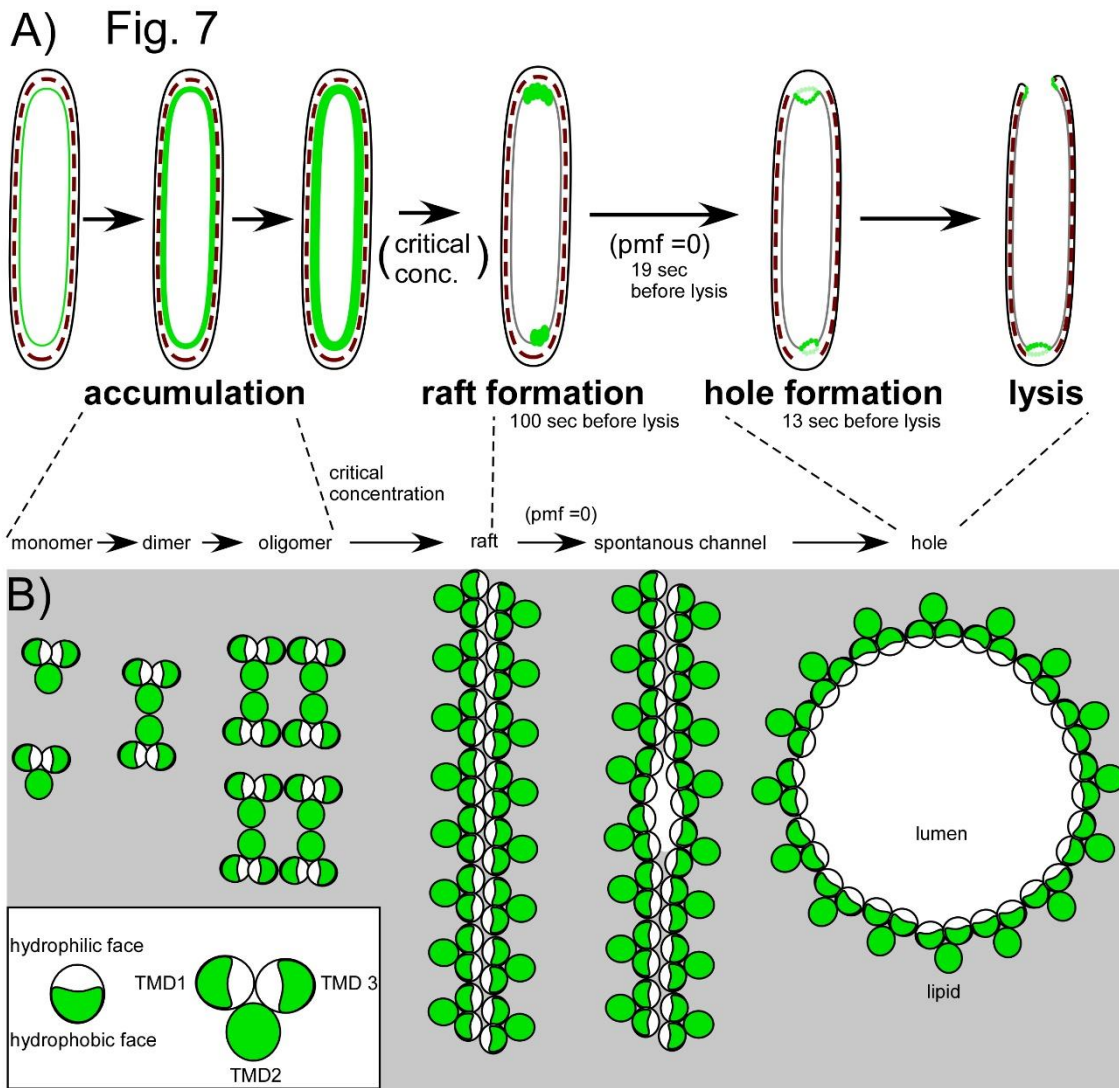 A) Fig. 7
(critical
conc.)
(pmf =0)
19 sec
before lysis
accumulation
raft formation
100 sec before lysis
hole formation
13 sec before lysis
lysis
critical
concentration
(pmf =0)
monomer
dimer
oligomer
raft
spontanous channel
hole
B)
lumen
lipid
hydrophilic face
hydrophobic face
TMD1
TMD 3
TMD2